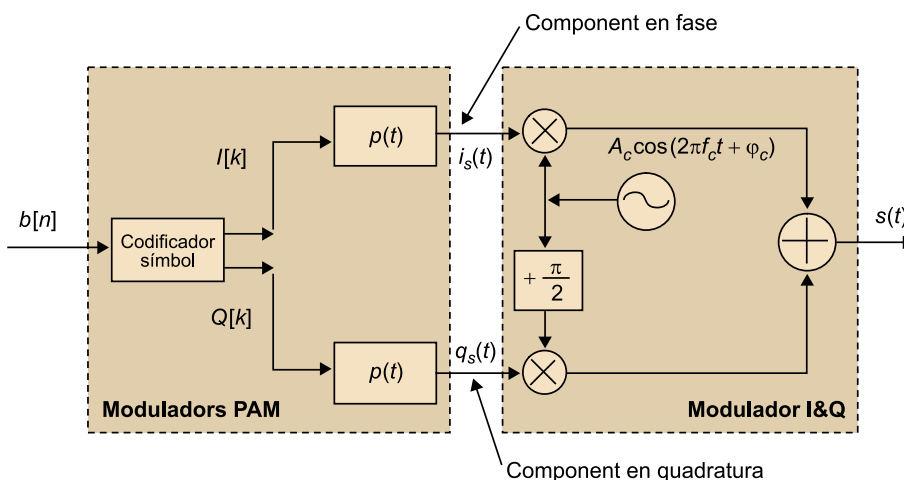 Component en fase
p(t)
I[k]
i_s(t)
A_c cos (2πf_c t + φ_c)
b[n]
Codificador
símbol
s(t)
+ π/2
Q[k]
q_s(t)
p(t)
Moduladors PAM
Modulador I&Q
Component en quadratura